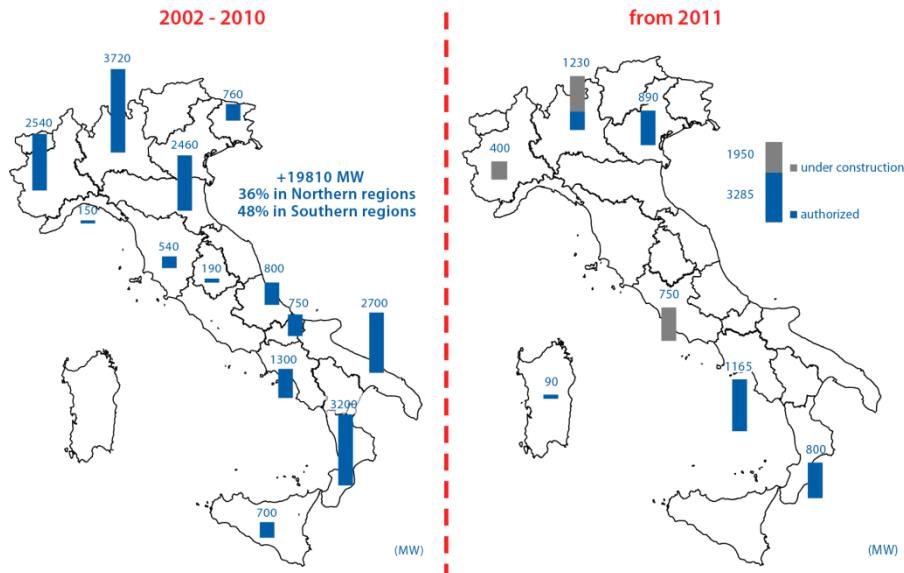 2002 - 2010
3720
760
2540
2460
+19810 MW
36% in Northern regions
48% in Southern regions
150
540
190
800
750
2700
1300
3200
700
(MW)
from 2011
1230
890
400
1950
under construction
3285
authorized
750
1165
90
800
(MW)